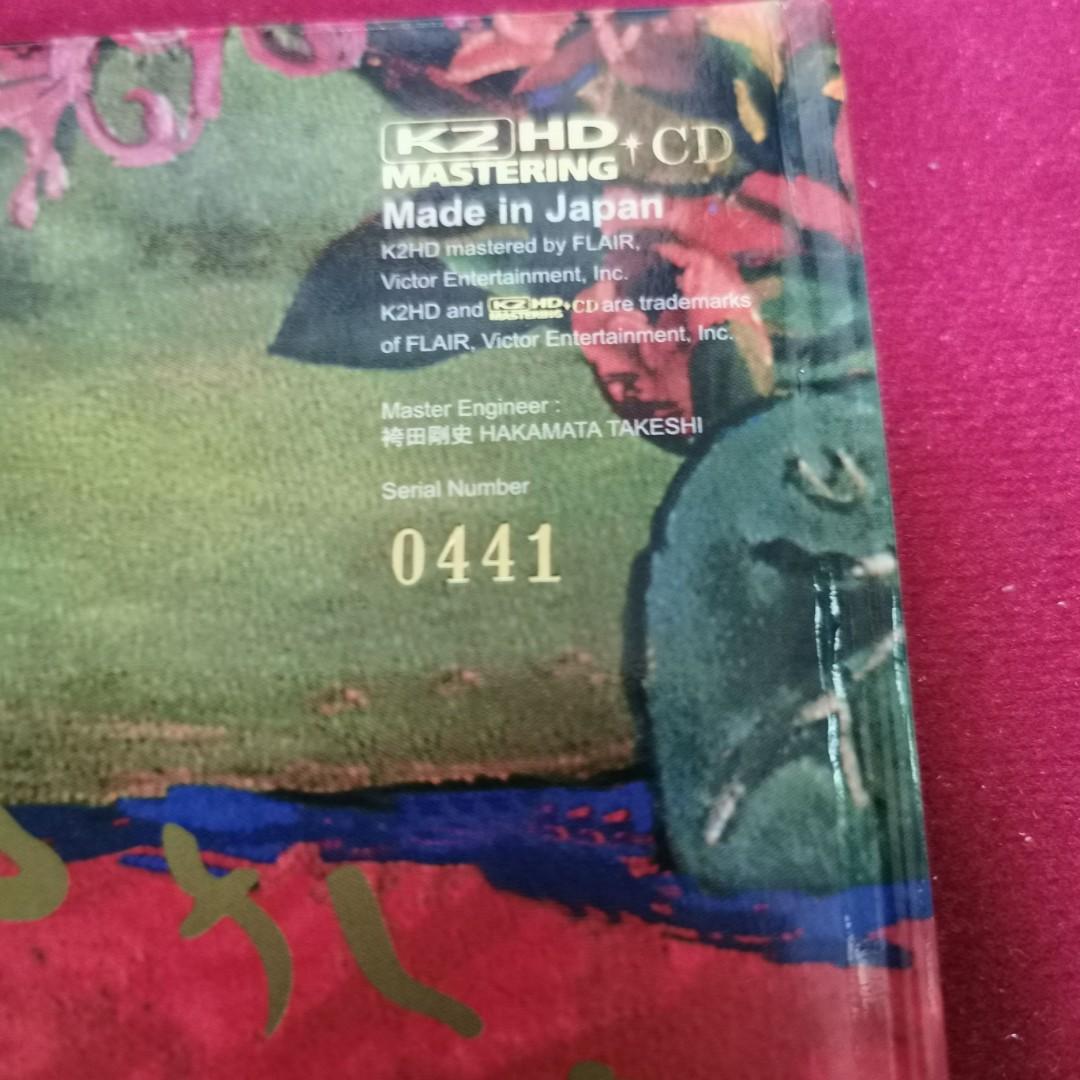 K2 HD CD
MASTERING
Made in Japan
K2HD mastered by FLAIR,
Victor Entertainment, Inc.
K2HD and K2 HD MASTERING CD are trademarks
of FLAIR, Victor Entertainment, Inc.
Master Engineer :
袴田剛史 HAKAMATA TAKESHI
Serial Number
0441